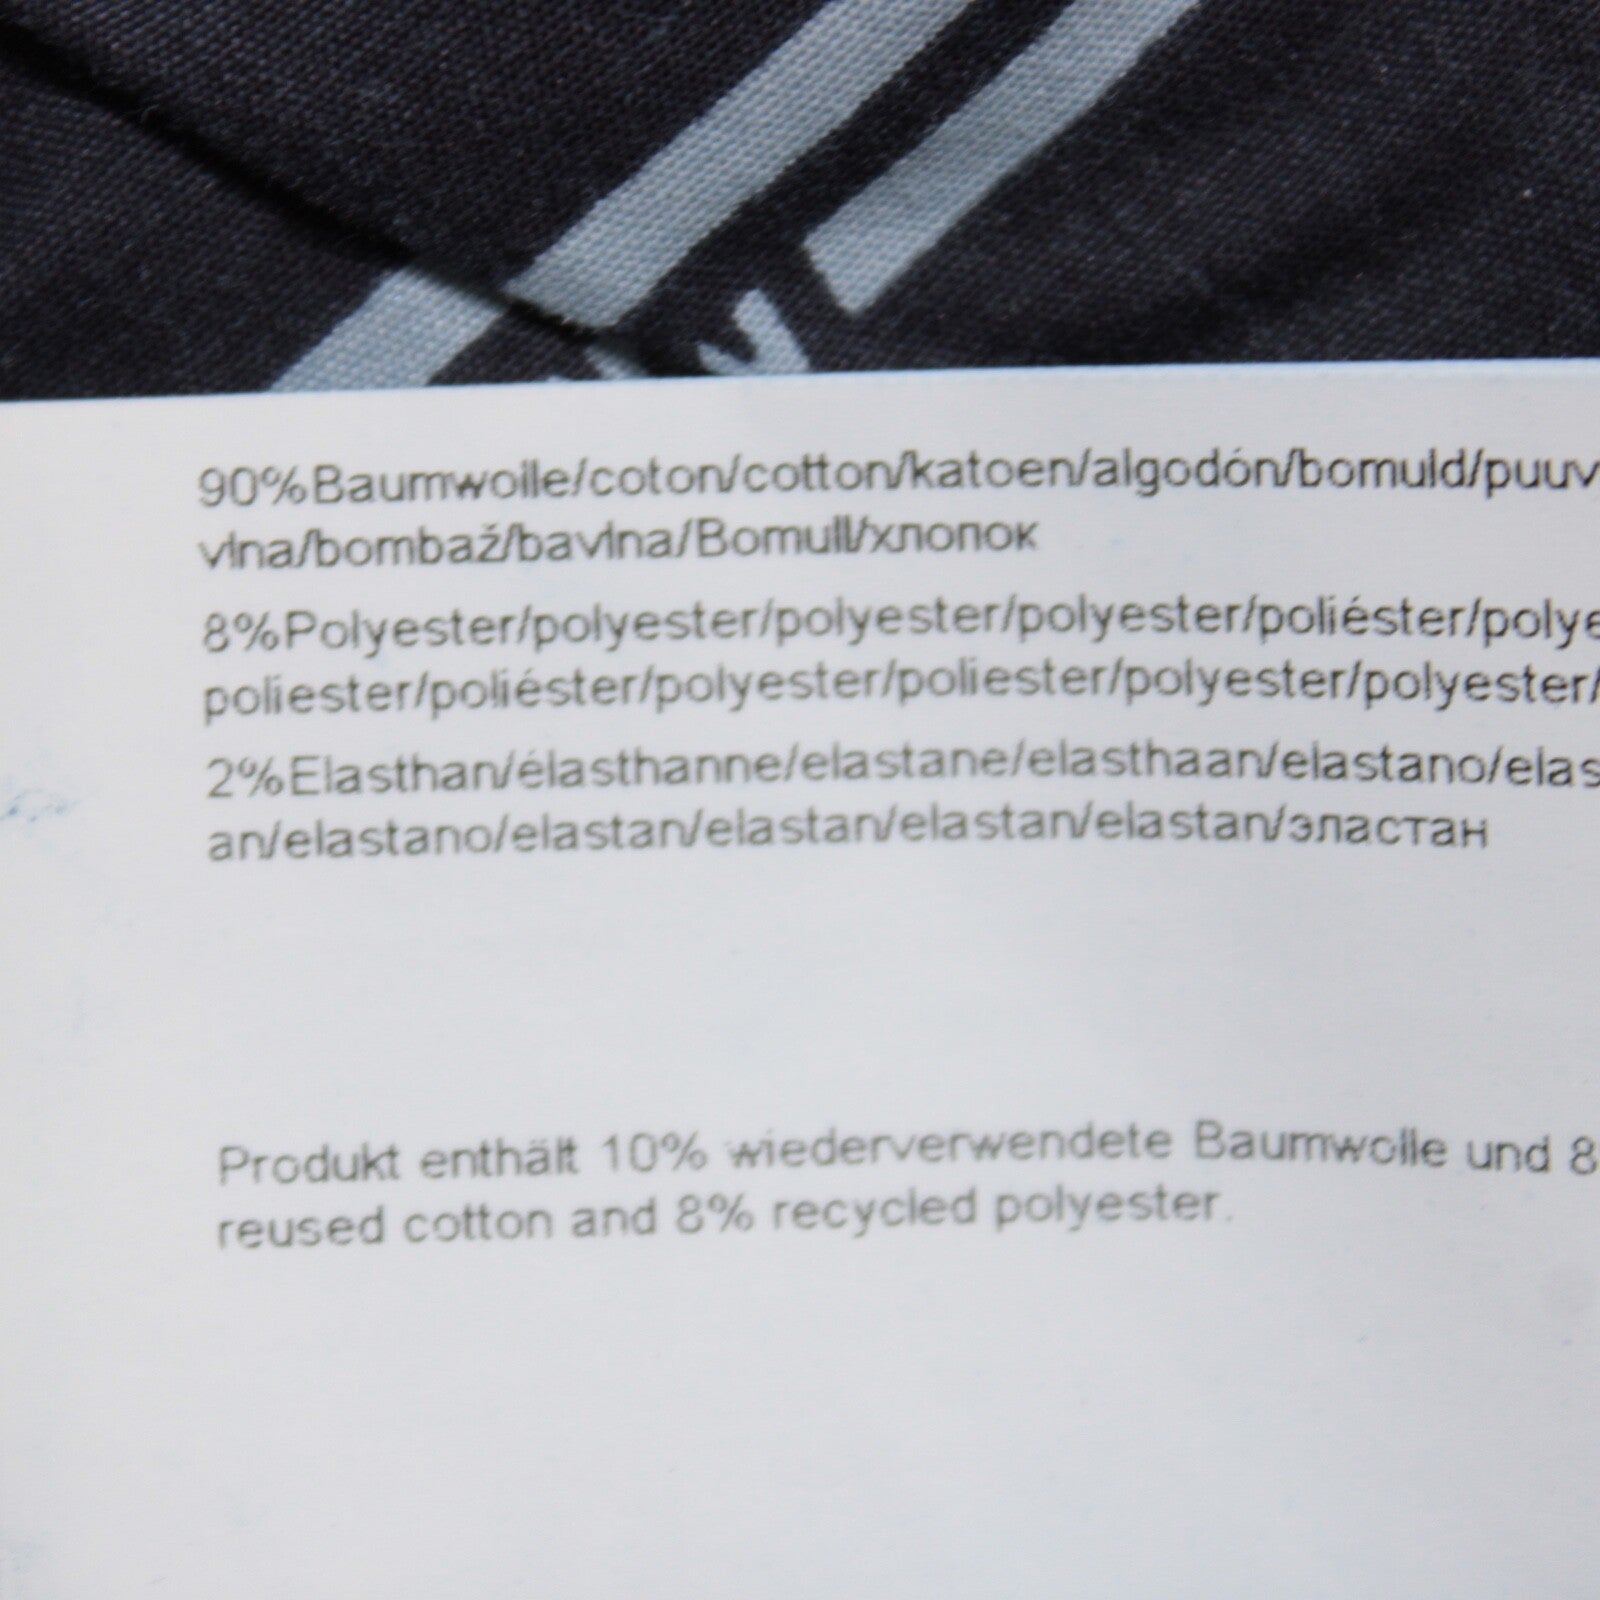 90%Baumwolle/coton/cotton/katoen/algodón/bomuld/puuv
vlna/bombaž/bavlna/Bomull/хлопок
8%Polyester/polyester/polyester/polyester/poliéster/polye
poliester/poliéster/polyester/poliester/polyester/polyester/
2%Elasthan/élasthanne/elastane/elasthaan/elastano/elas
an/elastano/elastan/elastan/elastan/elastan/эластан
Produkt enthält 10% wiederverwendete Baumwolle und 8
reused cotton and 8% recycled polyester.